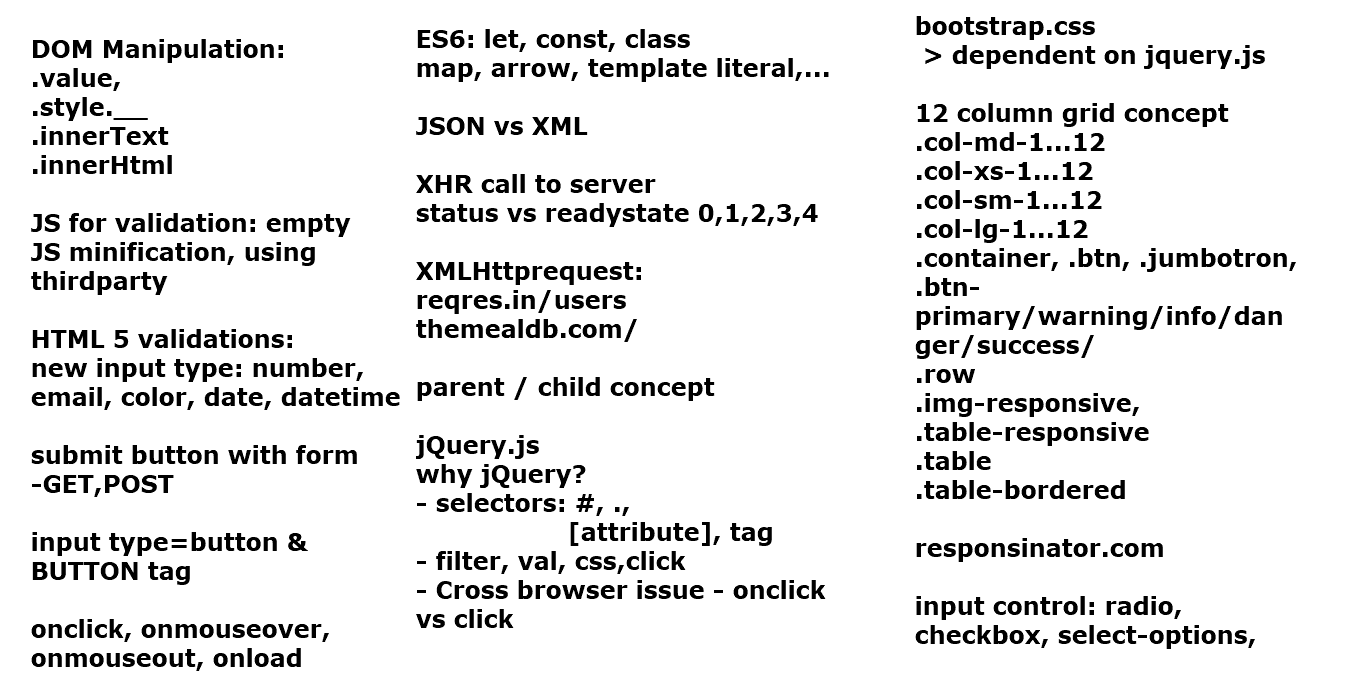 DOM Manipulation:
.value,
.style.___
.innerText
.innerHtml
JS for validation: empty
JS minification, using
thirdparty
HTML 5 validations:
new input type: number,
email, color, date, datetime
submit button with form
-GET,POST
input type=button &
BUTTON tag
onclick, onmouseover,
onmouseout, onload
ES6: let, const, class
map, arrow, template literal,...
JSON vs XML
XHR call to server
status vs readystate 0,1,2,3,4
XMLHttprequest:
reqres.in/users
themealdb.com/
parent / child concept
jQuery.js
why jQuery?
- selectors: #, .,
[attribute], tag
- filter, val, css,click
- Cross browser issue - onclick
vs click
bootstrap.css
> dependent on jquery.js
12 column grid concept
.col-md-1...12
.col-xs-1...12
.col-sm-1...12
.col-lg-1...12
.container, .btn, .jumbotron,
.btn-
primary/warning/info/dan
ger/success/
.row
.img-responsive,
.table-responsive
.table
.table-bordered
responsinator.com
input control: radio,
checkbox, select-options,